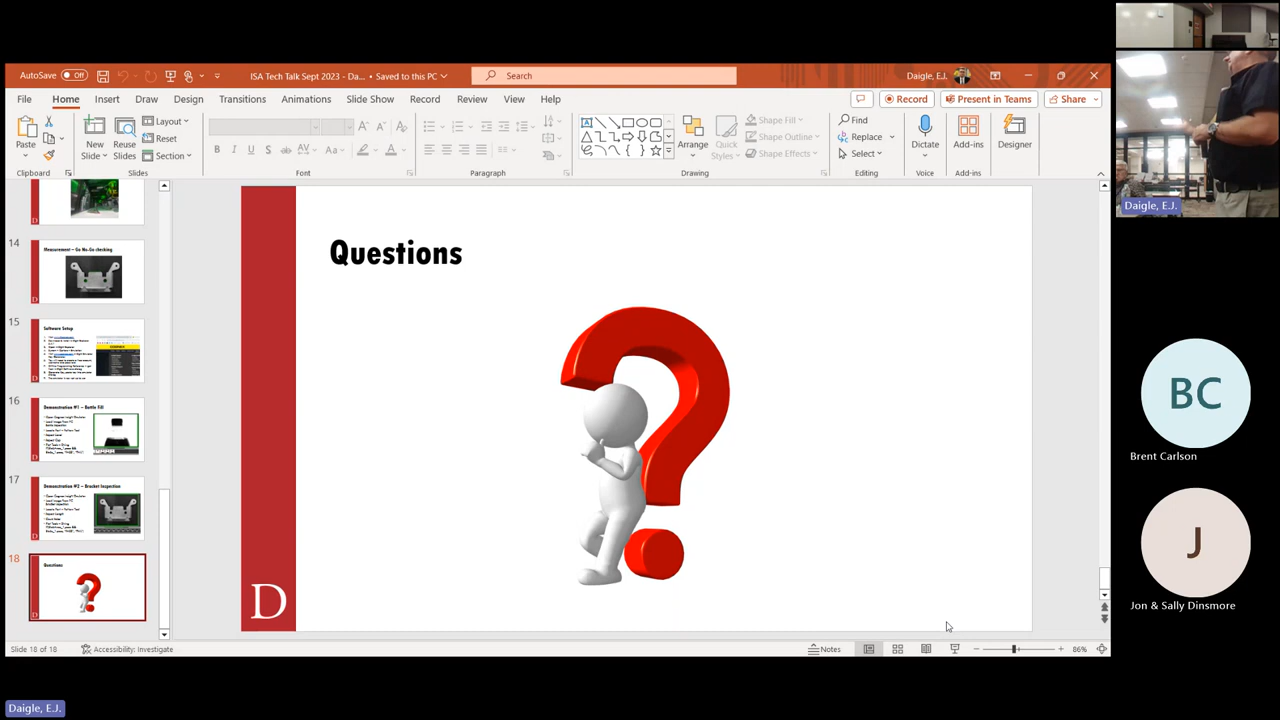 AutoSave Off
ISA Tech Talk Sept 2023 - Da... • Saved to this PC
Search
Daigle, E.J.
File Home Insert Draw Design Transitions Animations Slide Show Record Review View Help
Record
Present in Teams
Share
Paste
New Slide
Reuse Slides
Layout
Reset
Section
B I U S ab AV Aa
Arrange
Quick Styles
Shape Fill
Shape Outline
Shape Effects
Find
Replace
Select
Dictate
Add-ins
Designer
Clipboard
Slides
Font
Paragraph
Drawing
Editing
Voice
Add-ins
14
Measurement – Go No-Go checking
15
Software Setup
16
Demonstration #1 – Bottle Fill
17
Demonstration #2 – Bracket Inspection
18
Questions
Questions
D
Slide 18 of 18
Accessibility: Investigate
Notes
86%
Daigle, E.J.
Daigle, E.J.
BC
Brent Carlson
J
Jon & Sally Dinsmore